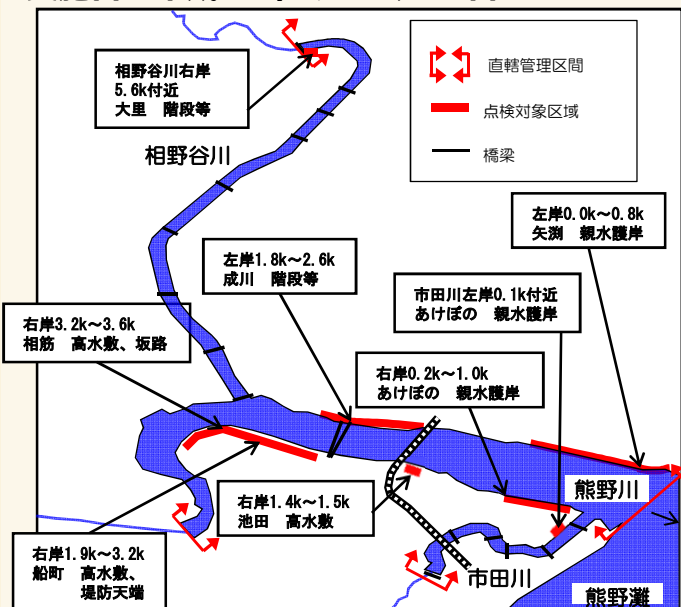 相野谷川右岸
5.6k付近
大里 階段等
直轄管理区間
点検対象区域
橋梁
相野谷川
左岸0.0k～0.8k
矢渕 親水護岸
左岸1.8k～2.6k
成川 階段等
市田川左岸0.1k付近
あけぼの 親水護岸
右岸3.2k～3.6k
相筋 高水敷、坂路
右岸0.2k～1.0k
あけぼの 親水護岸
熊野川
右岸1.4k～1.5k
池田 高水敷
右岸1.9k～3.2k
船町 高水敷、
堤防天端
市田川
熊野灘